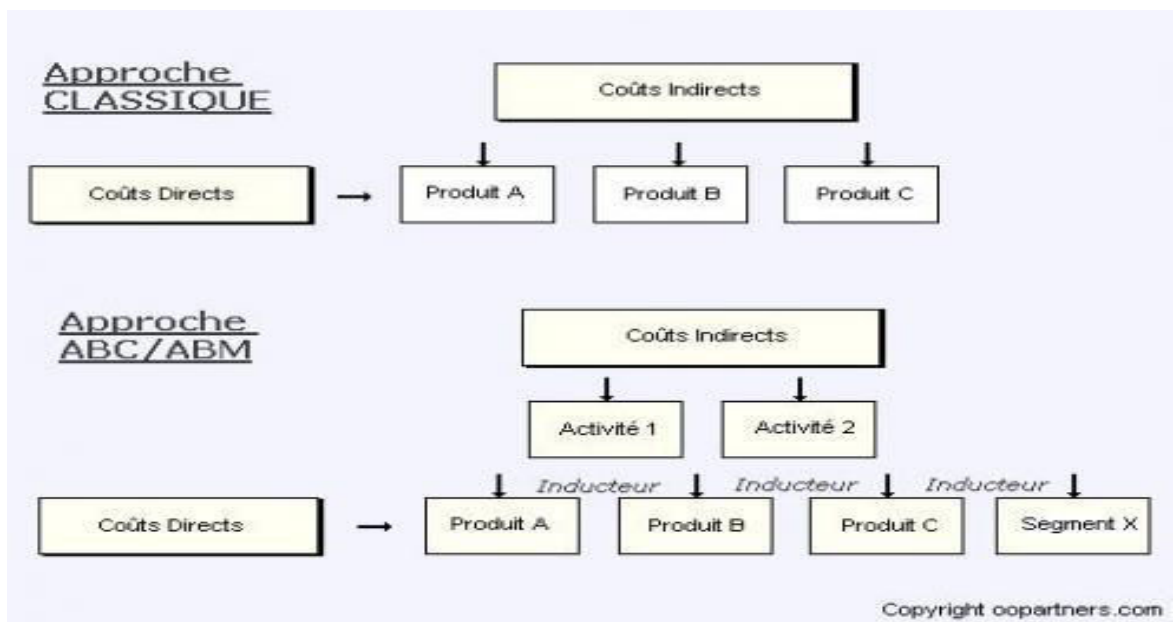 Approche
CLASSIQUE
Coûts Indirects
Coûts Directs
Produit A
Produit B
Produit C
Approche
ABC/ABM
Coûts Indirects
Activité 1
Activité 2
Inducteur
Inducteur
Inducteur
Coûts Directs
Produit A
Produit B
Produit C
Segment X
Copyright oopartners.com